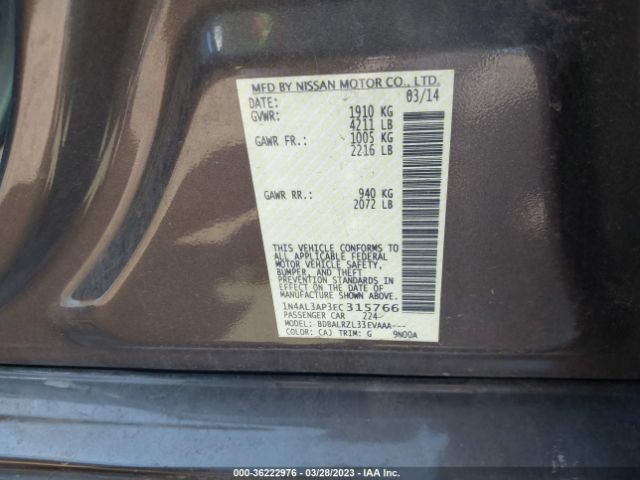 MFD BY NISSAN MOTOR CO., LTD.
DATE: 03/14
GVWR: 1910 KG
4211 LB
GAWR FR.: 1005 KG
2216 LB
GAWR RR.: 940 KG
2072 LB
THIS VEHICLE CONFORMS TO
ALL APPLICABLE FEDERAL
MOTOR VEHICLE SAFETY,
BUMPER, AND THEFT
PREVENTION STANDARDS IN
EFFECT ON THE DATE OF
MANUFACTURE SHOWN ABOVE.
1N4AL3AP3EC315766
PASSENGER CAR 224
MODEL: BDBALRZL33EVAAA---
COLOR: CAJ TRIM: G 9N00A
000-36222976 | 03/28/2023 - IAA Inc.